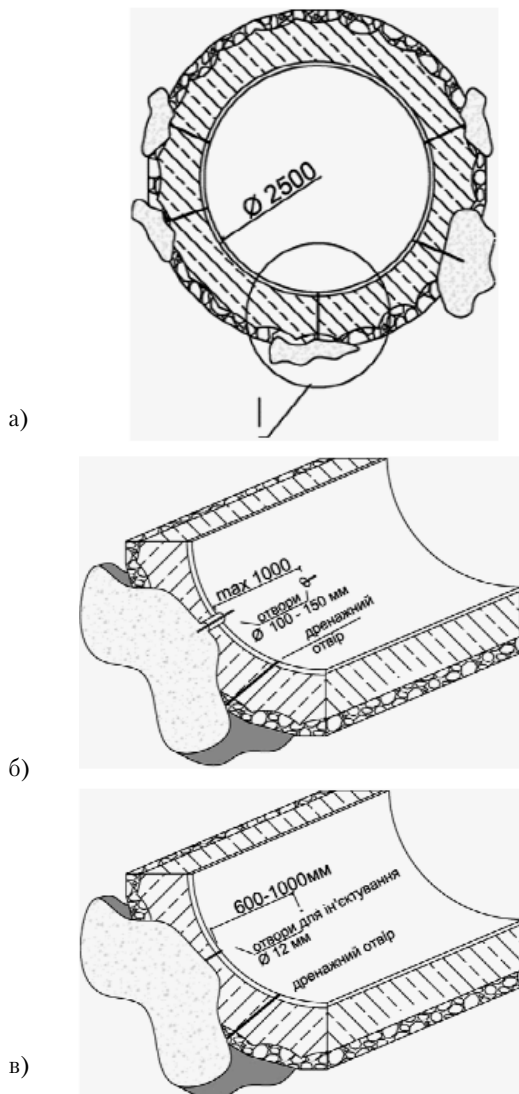 Ø 2500
I
а)
max 1000
отвори
Ø 100 - 150 мм
дренажний
отвір
б)
600-1000мм
отвори для ін'єктування
Ø 12 мм
дренажний отвір
в)